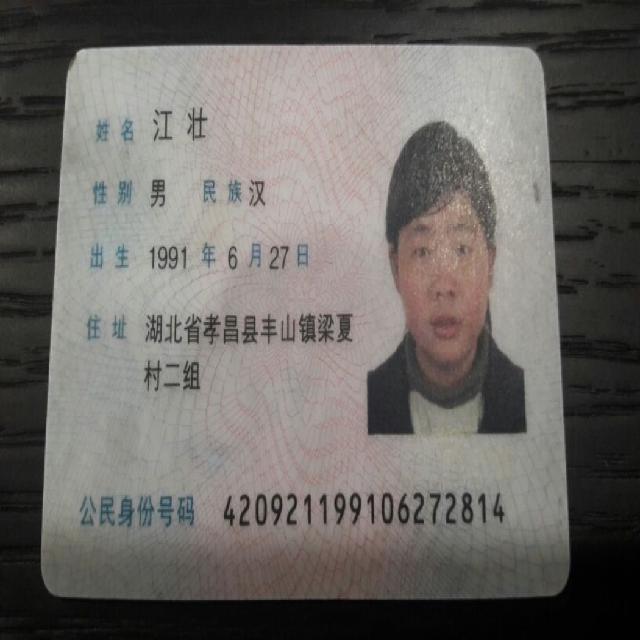 姓名 江壮
性别 男 民族 汉
出生 1991 年 6 月 27 日
住址 湖北省孝昌县丰山镇梁夏
村二组
公民身份号码 420921199106272814